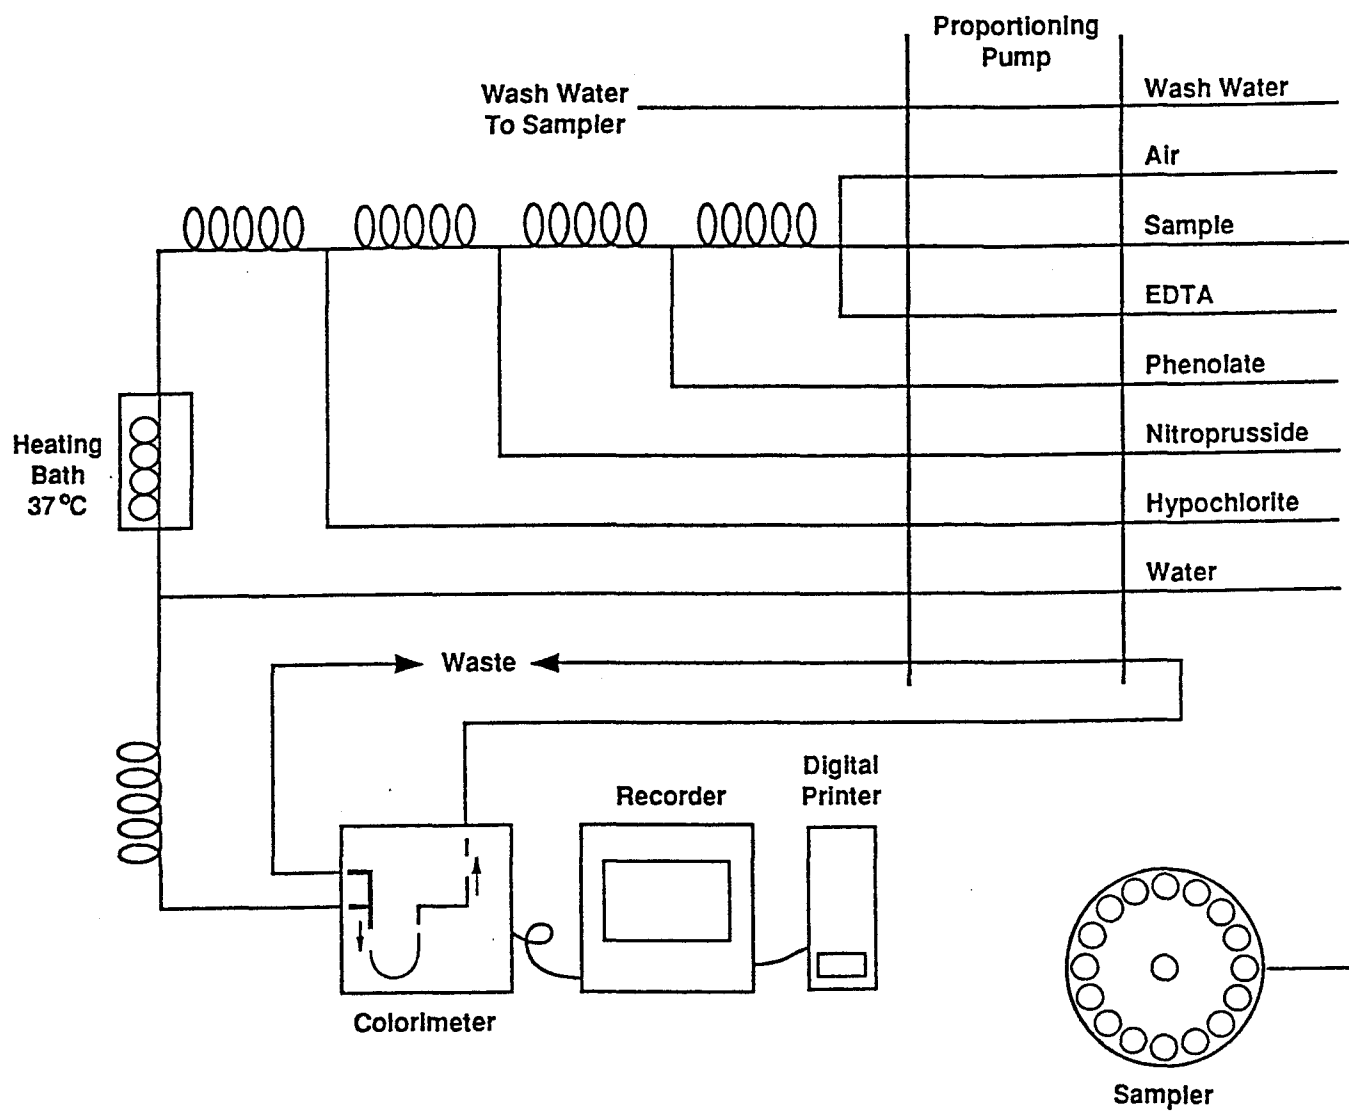 Proportioning
Pump
Wash Water
To Sampler
Wash Water
Air
Sample
EDTA
Phenolate
Nitroprusside
Hypochlorite
Water
Heating
Bath
37°C
Waste
Recorder
Digital
Printer
Colorimeter
Sampler